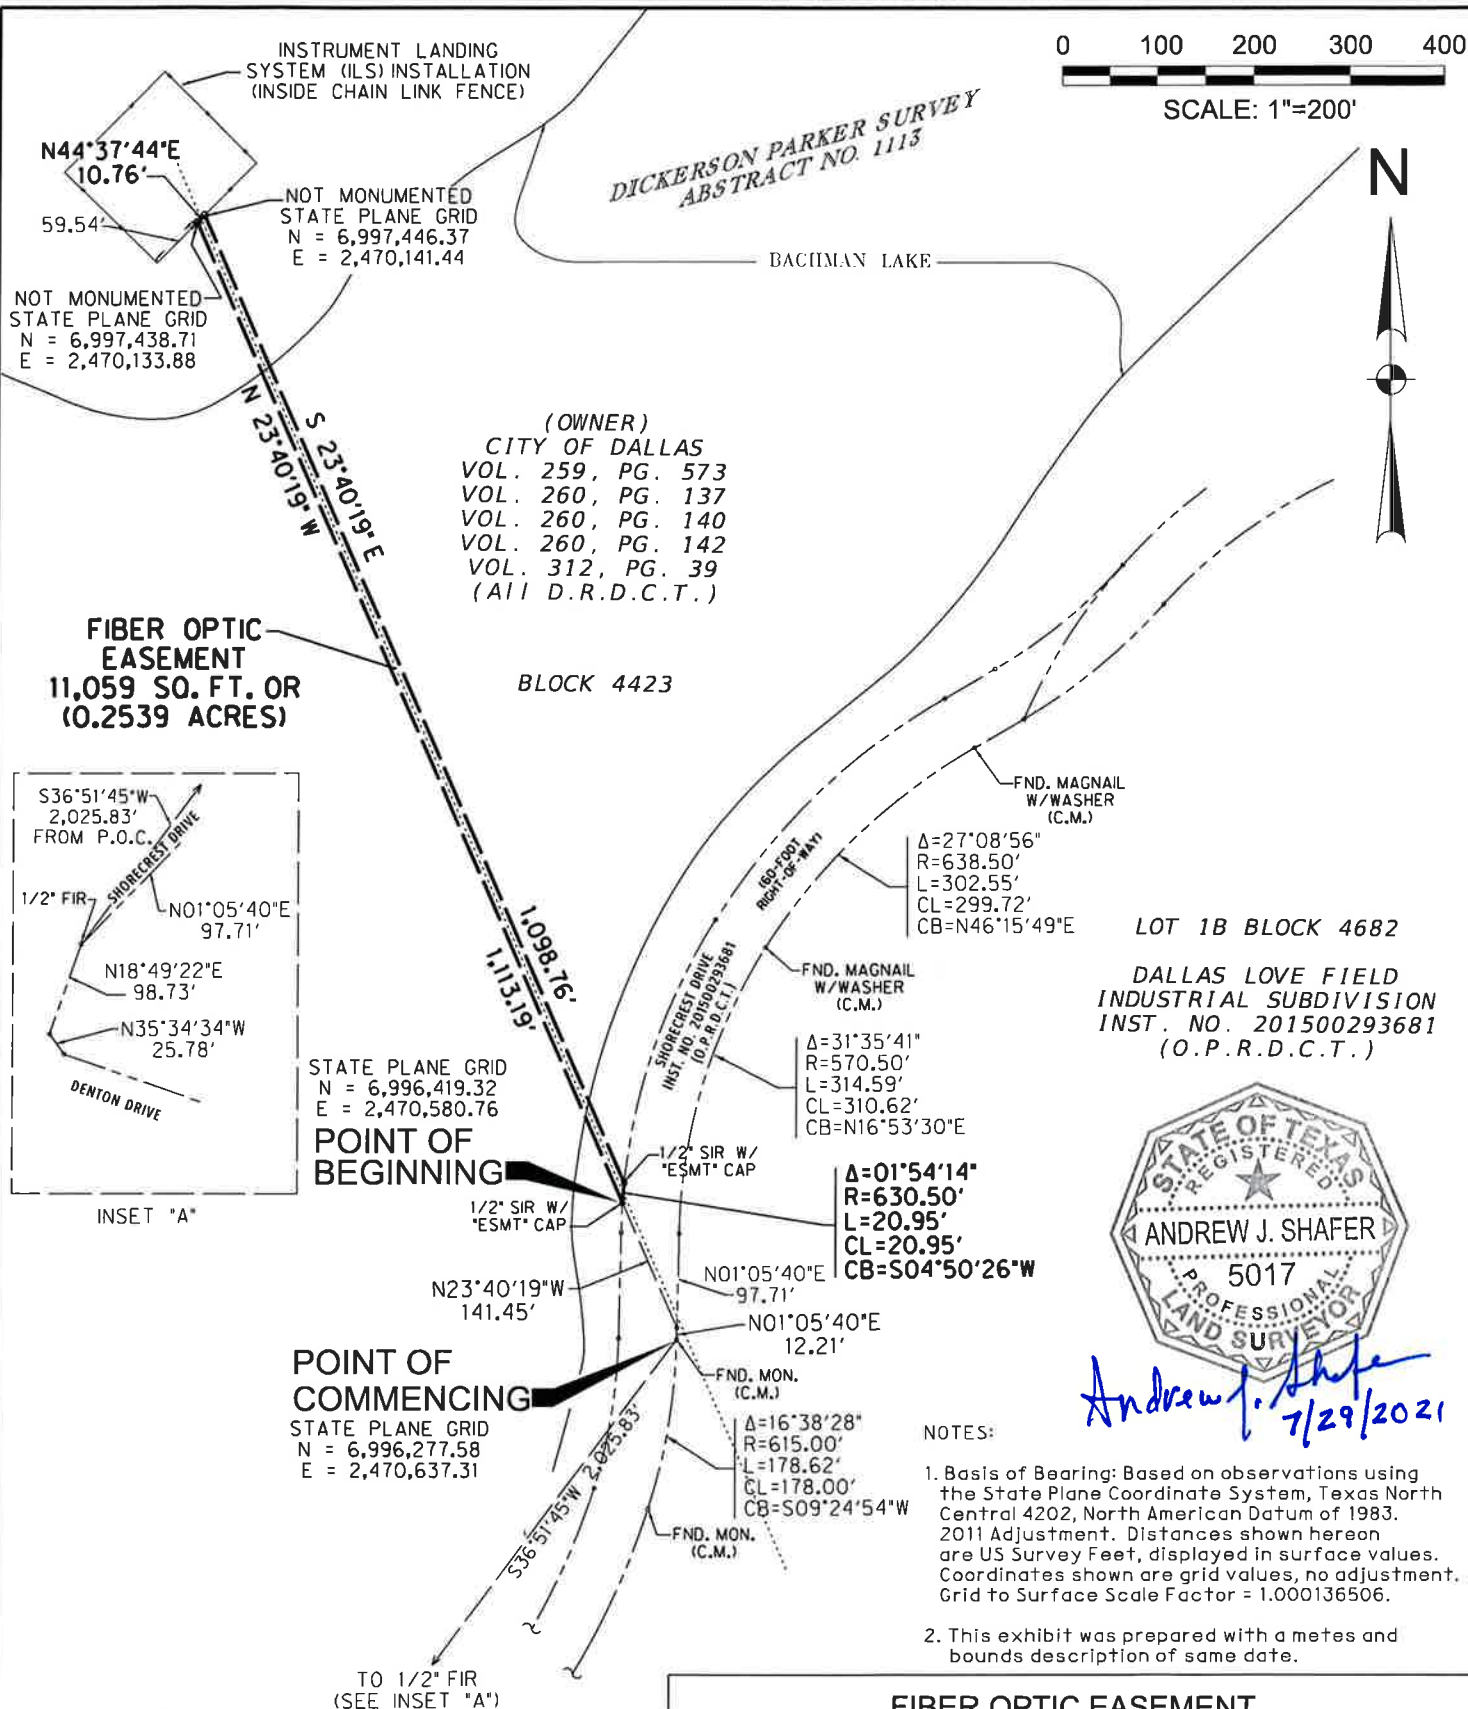 INSTRUMENT LANDING
SYSTEM (ILS) INSTALLATION
(INSIDE CHAIN LINK FENCE)
0 100 200 300 400
SCALE: 1"=200'
DICKERSON PARKER SURVEY
ABSTRACT NO. 1113
N
N44°37'44"E
10.76'
59.54'
NOT MONUMENTED
STATE PLANE GRID
N = 6,997,446.37
E = 2,470,141.44
BACHMAN LAKE
NOT MONUMENTED
STATE PLANE GRID
N = 6,997,438.71
E = 2,470,133.88
N 23°40'19" W
S 23°40'19" E
(OWNER)
CITY OF DALLAS
VOL. 259, PG. 573
VOL. 260, PG. 137
VOL. 260, PG. 140
VOL. 260, PG. 142
VOL. 312, PG. 39
(All D.R.D.C.T.)
FIBER OPTIC
EASEMENT
11,059 SQ. FT. OR
(0.2539 ACRES)
BLOCK 4423
S36°51'45"W
2,025.83'
FROM P.O.C.
SHORECREST DRIVE
1/2" FIR
N01°05'40"E
97.71'
N18°49'22"E
98.73'
N35°34'34"W
25.78'
DENTON DRIVE
INSET "A"
FND. MAGNAIL
W/WASHER
(C.M.)
(60-FOOT
RIGHT-OF-WAY)
Δ=27°08'56"
R=638.50'
L=302.55'
CL=299.72'
CB=N46°15'49"E
1,098.76'
1,113.19'
SHORECREST DRIVE
INST. NO. 201500293681
(O.P.R.D.C.T.)
FND. MAGNAIL
W/WASHER
(C.M.)
LOT 1B BLOCK 4682
DALLAS LOVE FIELD
INDUSTRIAL SUBDIVISION
INST. NO. 201500293681
(O.P.R.D.C.T.)
Δ=31°35'41"
R=570.50'
L=314.59'
CL=310.62'
CB=N16°53'30"E
STATE PLANE GRID
N = 6,996,419.32
E = 2,470,580.76
POINT OF
BEGINNING
1/2" SIR W/
"ESMT" CAP
1/2" SIR W/
"ESMT" CAP
Δ=01°54'14"
R=630.50'
L=20.95'
CL=20.95'
CB=S04°50'26"W
STATE OF TEXAS
REGISTERED
ANDREW J. SHAFER
5017
PROFESSIONAL
LAND SURVEYOR
N23°40'19"W
141.45'
N01°05'40"E
97.71'
N01°05'40"E
12.21'
POINT OF
COMMENCING
STATE PLANE GRID
N = 6,996,277.58
E = 2,470,637.31
FND. MON.
(C.M.)
Andrew J. Shafer
7/29/2021
Δ=16°38'28"
R=615.00'
L=178.62'
CL=178.00'
CB=S09°24'54"W
S36°51'45"W 2,025.83'
FND. MON.
(C.M.)
TO 1/2" FIR
(SEE INSET "A")
NOTES:
1. Basis of Bearing: Based on observations using
the State Plane Coordinate System, Texas North
Central 4202, North American Datum of 1983.
2011 Adjustment. Distances shown hereon
are US Survey Feet, displayed in surface values.
Coordinates shown are grid values, no adjustment.
Grid to Surface Scale Factor = 1.000136506.
2. This exhibit was prepared with a metes and
bounds description of same date.
FIBER OPTIC EASEMENT